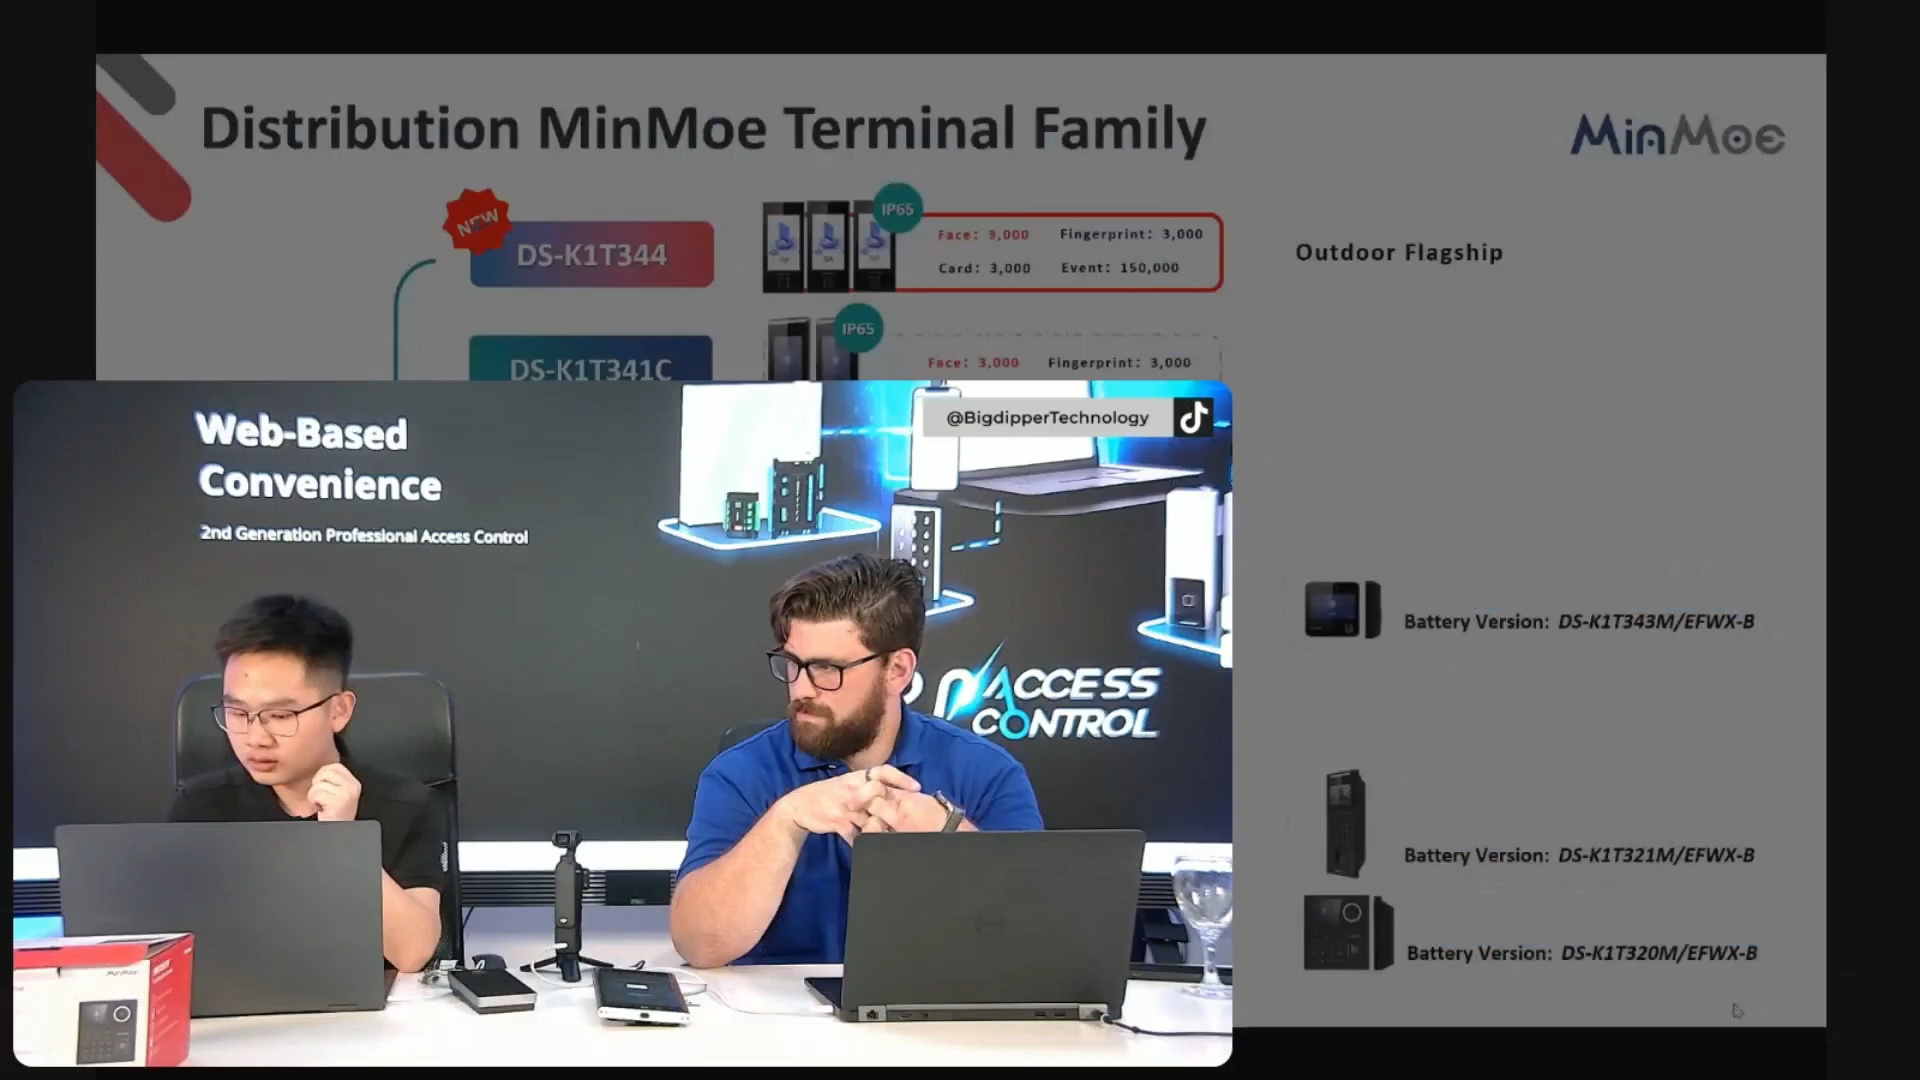 Distribution MinMoe Terminal Family
MinMoe
NEW
DS-K1T344
IP65
Face: 3,000 Fingerprint: 3,000
Card: 3,000 Event: 150,000
Outdoor Flagship
DS-K1T341C
IP65
Face: 3,000 Fingerprint: 3,000
@BigdipperTechnology
Web-Based
Convenience
2nd Generation Professional Access Control
ACCESS
CONTROL
Battery Version: DS-K1T343M/EFWX-B
Battery Version: DS-K1T321M/EFWX-B
Battery Version: DS-K1T320M/EFWX-B
MinMoe